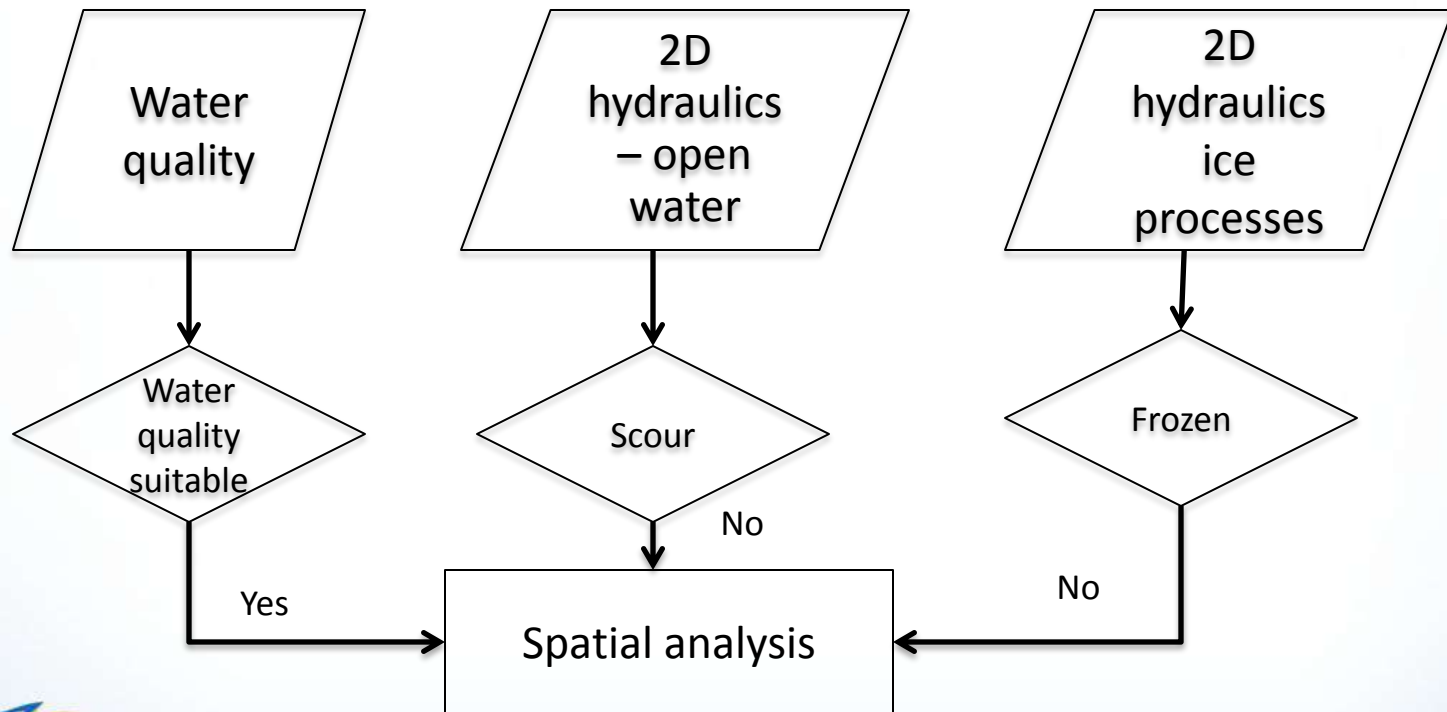 Water
quality
2D
hydraulics
– open
water
2D
hydraulics
ice
processes
Water
quality
suitable
Scour
Frozen
No
Yes
No
Spatial analysis